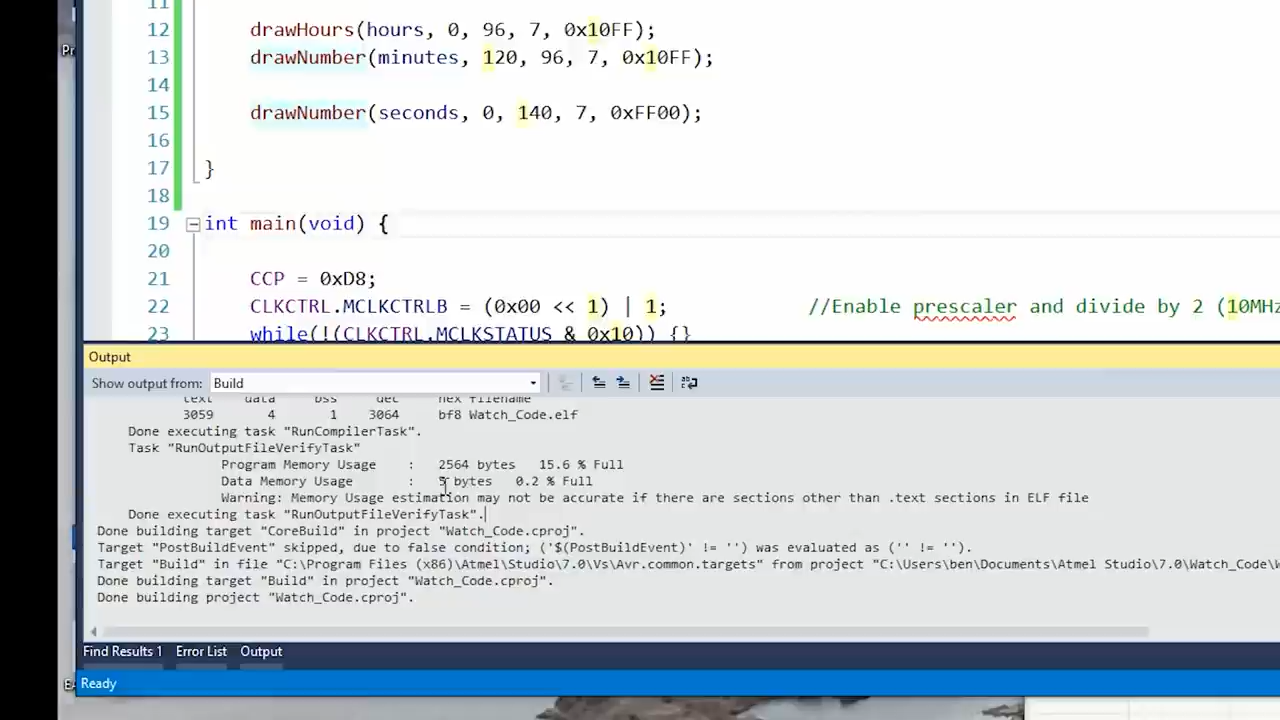 11
12 drawHours(hours, 0, 96, 7, 0x10FF);
Pr
13 drawNumber(minutes, 120, 96, 7, 0x10FF);
14
15 drawNumber(seconds, 0, 140, 7, 0xFF00);
16
17 }
18
19 int main(void) {
20
21 CCP = 0xD8;
22 CLKCTRL.MCLKCTRLB = (0x00 << 1) | 1; //Enable prescaler and divide by 2 (10MHz
23 while(!(CLKCTRL.MCLKSTATUS & 0x10)) {}
Output
Show output from: Build
text data bss dec hex filename
3059 4 1 3064 bf8 Watch_Code.elf
Done executing task "RunCompilerTask".
Task "RunOutputFileVerifyTask"
Program Memory Usage : 2564 bytes 15.6 % Full
Data Memory Usage : 5 bytes 0.2 % Full
Warning: Memory Usage estimation may not be accurate if there are sections other than .text sections in ELF file
Done executing task "RunOutputFileVerifyTask".
Done building target "CoreBuild" in project "Watch_Code.cproj".
Target "PostBuildEvent" skipped, due to false condition; ('$(PostBuildEvent)' != '') was evaluated as ('' != '').
Target "Build" in file "C:\Program Files (x86)\Atmel\Studio\7.0\Vs\Avr.common.targets" from project "C:\Users\ben\Documents\Atmel Studio\7.0\Watch_Code\W
Done building target "Build" in project "Watch_Code.cproj".
Done building project "Watch_Code.cproj".
Find Results 1 Error List Output
Ready